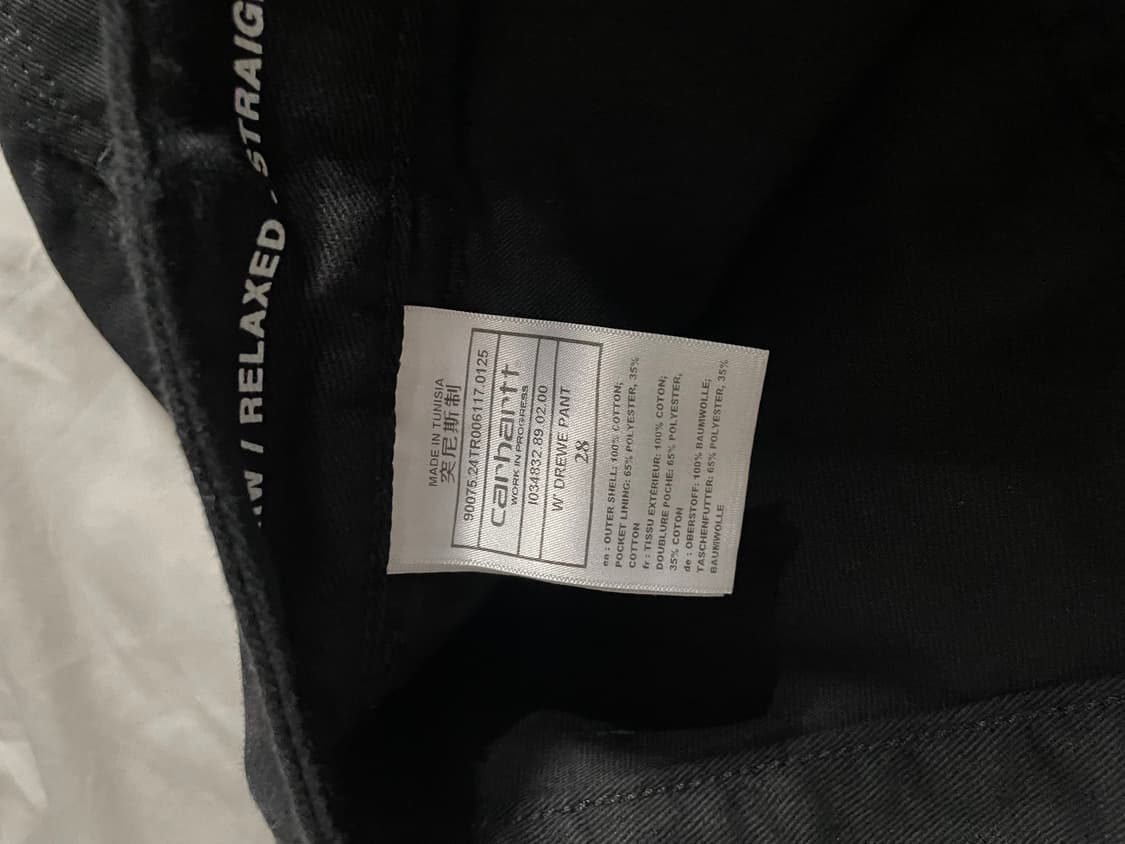 RELAXED - STRAIG
MADE IN TUNISIA
突尼斯制
90075.24TR006117.0125
carhartt
WORK IN PROGRESS
I034832.89.02.00
W' DREWE PANT
28
en : OUTER SHELL: 100% COTTON;
POCKET LINING: 65% POLYESTER, 35%
COTTON
fr : TISSU EXTÉRIEUR: 100% COTON;
DOUBLURE POCHE: 65% POLYESTER,
35% COTON
de : OBERSTOFF: 100% BAUMWOLLE;
TASCHENFUTTER: 65% POLYESTER, 35%
BAUMWOLLE